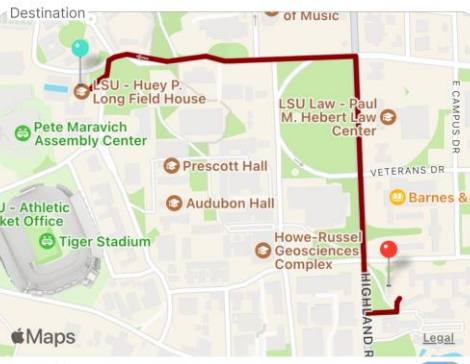 Destination
of Music
LSU - Huey P.
Long Field House
LSU Law - Paul
M. Hebert Law
Center
E CAMPUS DR
Pete Maravich
Assembly Center
Prescott Hall
VETERANS DR
Audubon Hall
Barnes &
U - Athletic
ket Office
Tiger Stadium
Howe-Russel
Geosciences
Complex
HIGHLAND R
Maps
Legal